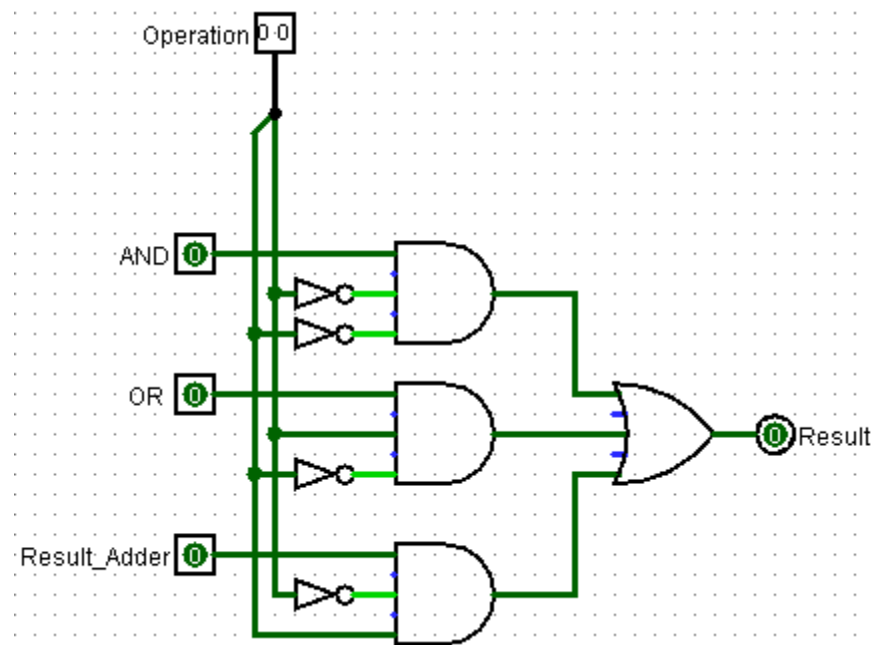 Operation 0 0
AND 0
OR 0
0 Result
Result_Adder 0